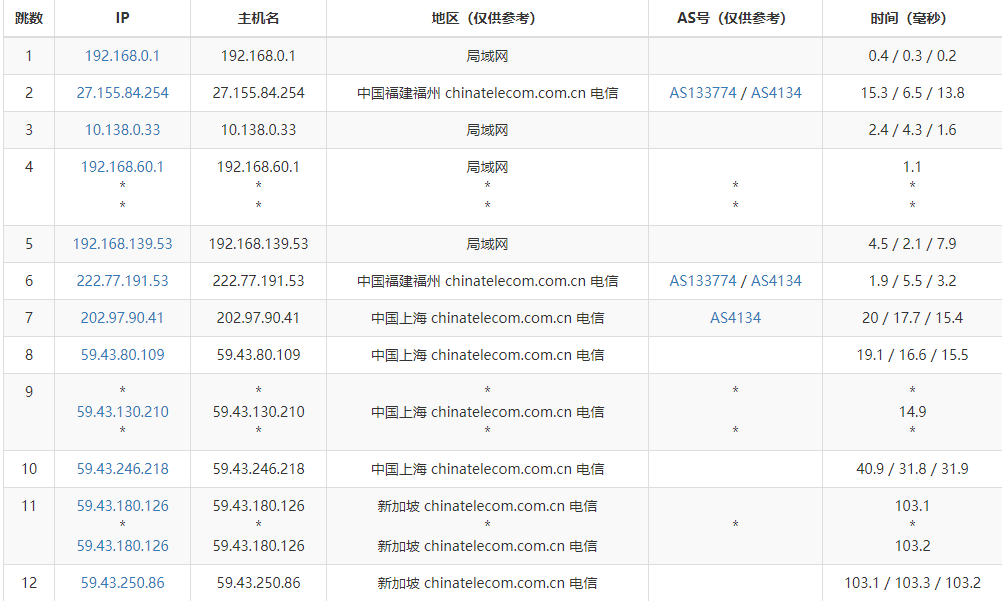 跳数 IP 主机名 地区（仅供参考） AS号（仅供参考） 时间（毫秒）
1 192.168.0.1 192.168.0.1 局域网 0.4 / 0.3 / 0.2
2 27.155.84.254 27.155.84.254 中国福建福州 chinatelecom.com.cn 电信 AS133774 / AS4134 15.3 / 6.5 / 13.8
3 10.138.0.33 10.138.0.33 局域网 2.4 / 4.3 / 1.6
4 192.168.60.1 192.168.60.1 局域网 1.1
* * * * *
* * * * *
5 192.168.139.53 192.168.139.53 局域网 4.5 / 2.1 / 7.9
6 222.77.191.53 222.77.191.53 中国福建福州 chinatelecom.com.cn 电信 AS133774 / AS4134 1.9 / 5.5 / 3.2
7 202.97.90.41 202.97.90.41 中国上海 chinatelecom.com.cn 电信 AS4134 20 / 17.7 / 15.4
8 59.43.80.109 59.43.80.109 中国上海 chinatelecom.com.cn 电信 19.1 / 16.6 / 15.5
9 * * * * *
59.43.130.210 59.43.130.210 中国上海 chinatelecom.com.cn 电信 14.9
* * * * *
10 59.43.246.218 59.43.246.218 中国上海 chinatelecom.com.cn 电信 40.9 / 31.8 / 31.9
11 59.43.180.126 59.43.180.126 新加坡 chinatelecom.com.cn 电信 103.1
* * * * *
59.43.180.126 59.43.180.126 新加坡 chinatelecom.com.cn 电信 103.2
12 59.43.250.86 59.43.250.86 新加坡 chinatelecom.com.cn 电信 103.1 / 103.3 / 103.2